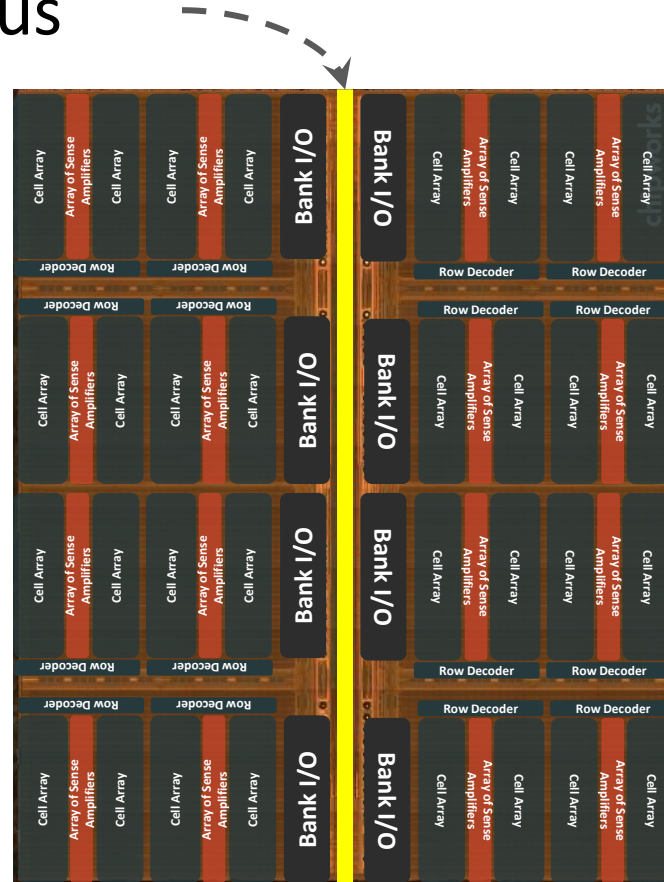 us
Cell Array
Array of Sense
Amplifiers
Cell Array
Cell Array
Array of Sense
Amplifiers
Cell Array
Bank I/O
Bank I/O
Cell Array
Array of Sense
Amplifiers
Cell Array
Cell Array
Array of Sense
Amplifiers
Cell Array
Row Decoder
Row Decoder
Row Decoder
Row Decoder
Row Decoder
Row Decoder
Row Decoder
Row Decoder
Cell Array
Array of Sense
Amplifiers
Cell Array
Cell Array
Array of Sense
Amplifiers
Cell Array
Bank I/O
Bank I/O
Cell Array
Array of Sense
Amplifiers
Cell Array
Cell Array
Array of Sense
Amplifiers
Cell Array
Cell Array
Array of Sense
Amplifiers
Cell Array
Cell Array
Array of Sense
Amplifiers
Cell Array
Bank I/O
Bank I/O
Cell Array
Array of Sense
Amplifiers
Cell Array
Cell Array
Array of Sense
Amplifiers
Cell Array
Row Decoder
Row Decoder
Row Decoder
Row Decoder
Row Decoder
Row Decoder
Row Decoder
Row Decoder
Cell Array
Array of Sense
Amplifiers
Cell Array
Cell Array
Array of Sense
Amplifiers
Cell Array
Bank I/O
Bank I/O
Cell Array
Array of Sense
Amplifiers
Cell Array
Cell Array
Array of Sense
Amplifiers
Cell Array